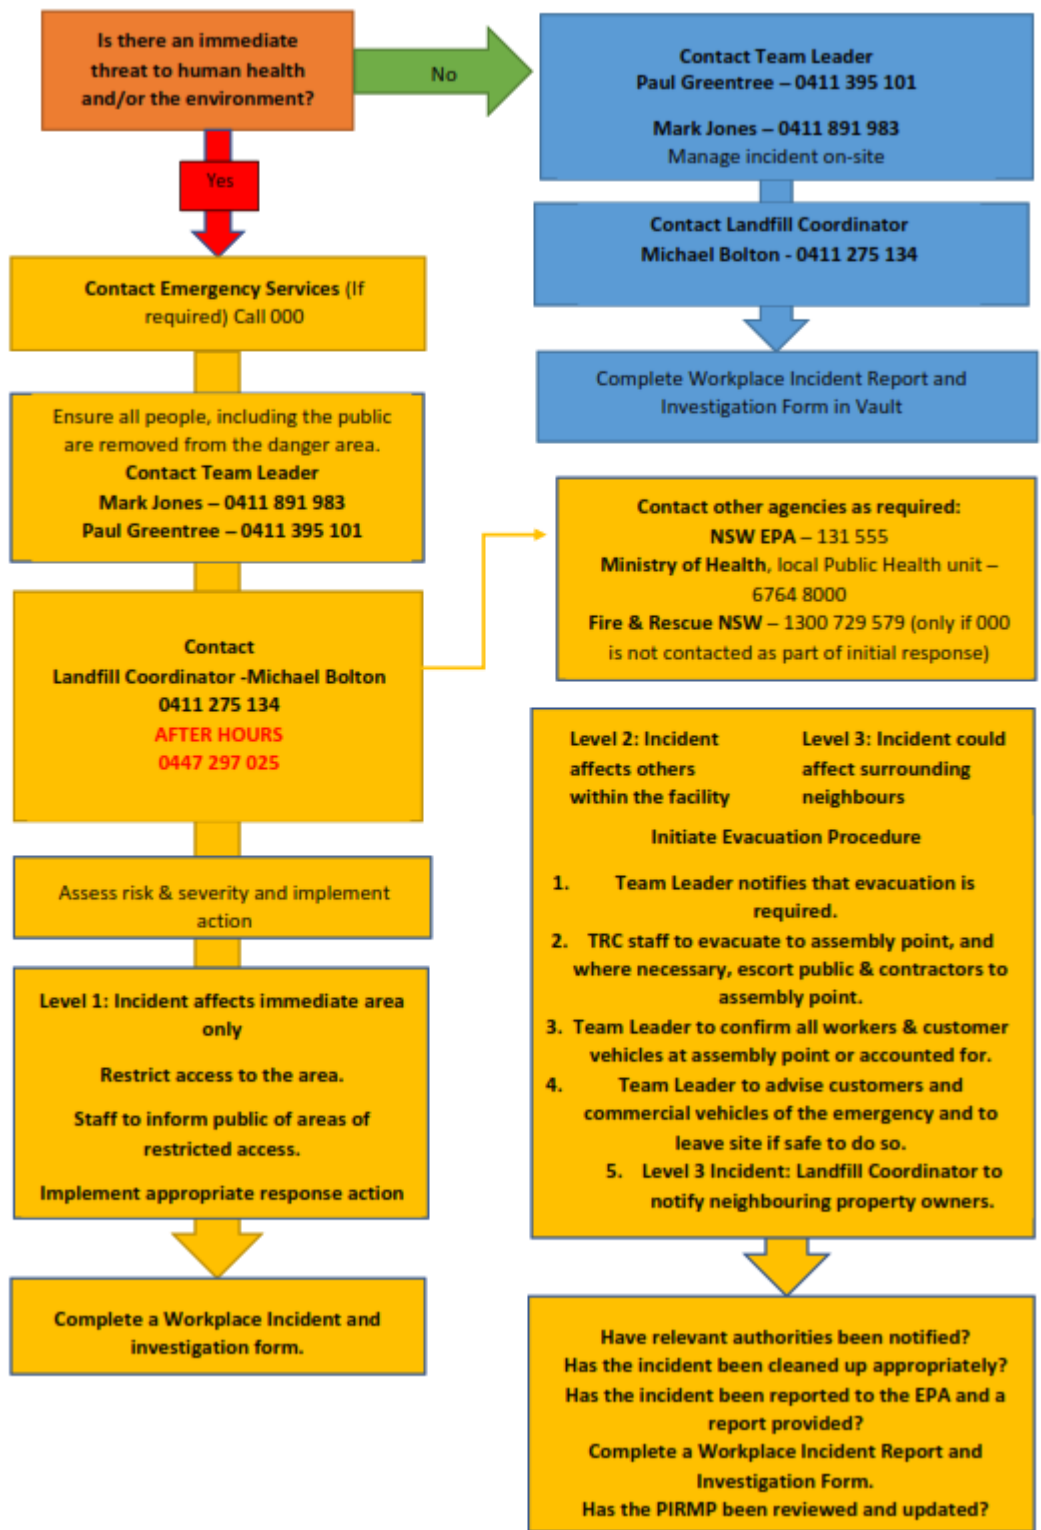 Is there an immediate
threat to human health
and/or the environment?
No
Contact Team Leader
Paul Greentree – 0411 395 101
Mark Jones – 0411 891 983
Manage incident on-site
Yes
Contact Landfill Coordinator
Michael Bolton - 0411 275 134
Contact Emergency Services (If
required) Call 000
Complete Workplace Incident Report and
Investigation Form in Vault
Ensure all people, including the public
are removed from the danger area.
Contact Team Leader
Mark Jones – 0411 891 983
Paul Greentree – 0411 395 101
Contact other agencies as required:
NSW EPA – 131 555
Ministry of Health, local Public Health unit –
6764 8000
Fire & Rescue NSW – 1300 729 579 (only if 000
is not contacted as part of initial response)
Contact
Landfill Coordinator -Michael Bolton
0411 275 134
AFTER HOURS
0447 297 025
Assess risk & severity and implement
action
Level 1: Incident affects immediate area
only
Restrict access to the area.
Staff to inform public of areas of
restricted access.
Implement appropriate response action
Complete a Workplace Incident and
investigation form.
Level 2: Incident
affects others
within the facility
Level 3: Incident could
affect surrounding
neighbours
Initiate Evacuation Procedure
1. Team Leader notifies that evacuation is
required.
2. TRC staff to evacuate to assembly point, and
where necessary, escort public & contractors to
assembly point.
3. Team Leader to confirm all workers & customer
vehicles at assembly point or accounted for.
4. Team Leader to advise customers and
commercial vehicles of the emergency and to
leave site if safe to do so.
5. Level 3 Incident: Landfill Coordinator to
notify neighbouring property owners.
Have relevant authorities been notified?
Has the incident been cleaned up appropriately?
Has the incident been reported to the EPA and a
report provided?
Complete a Workplace Incident Report and
Investigation Form.
Has the PIRMP been reviewed and updated?